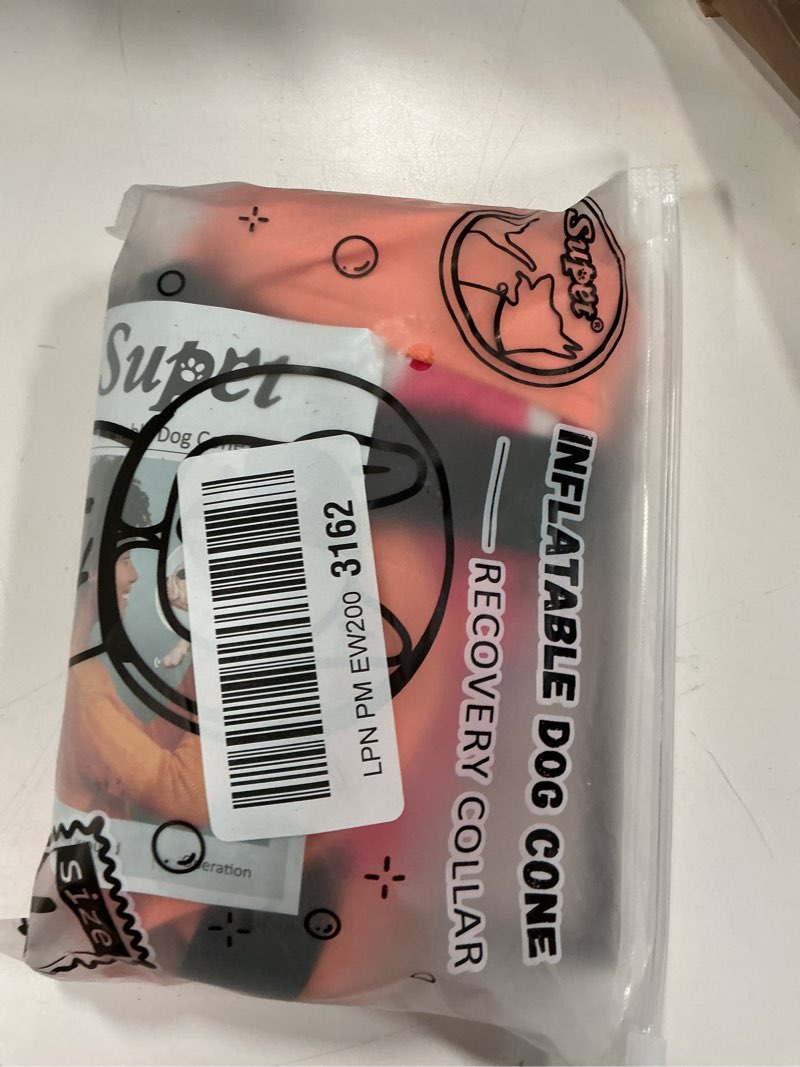 Supet®
INFLATABLE DOG CONE
RECOVERY COLLAR
Supet
Dog
LPN PM EW200 3162
eration
size